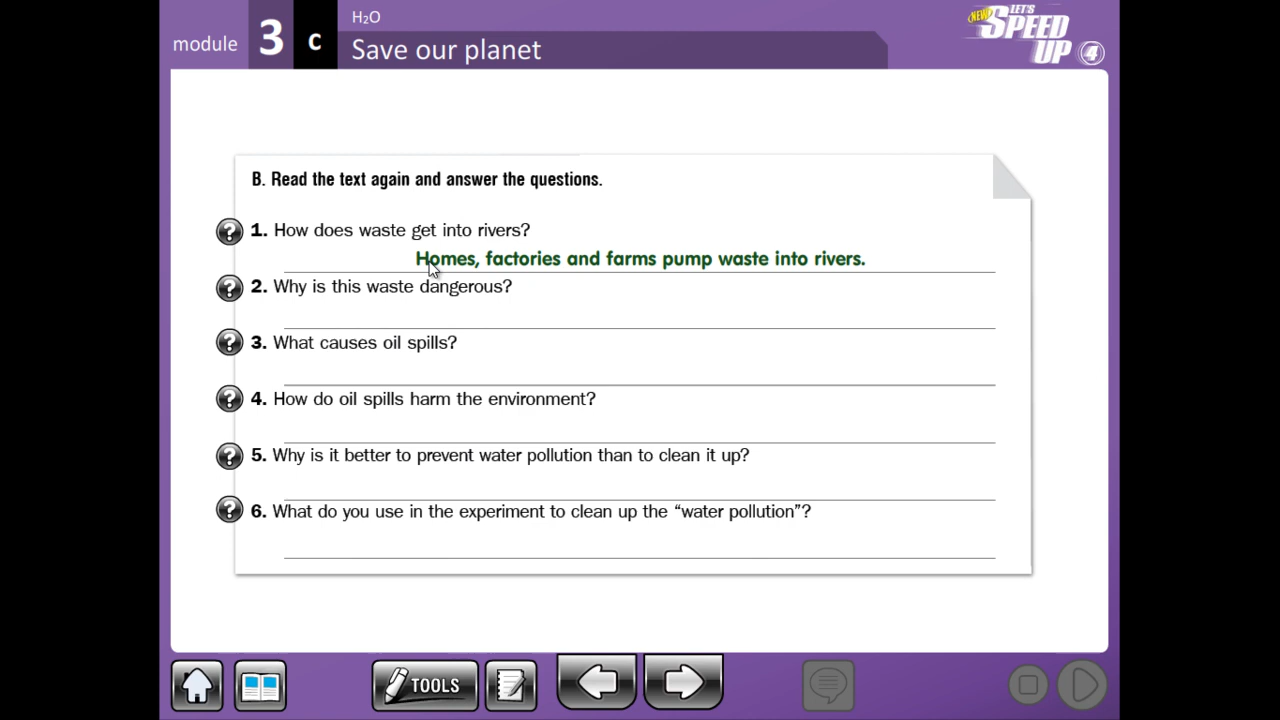 H₂O
module 3 c Save our planet
NEW LET'S SPEED UP 4
B. Read the text again and answer the questions.
1. How does waste get into rivers?
Homes, factories and farms pump waste into rivers.
2. Why is this waste dangerous?
3. What causes oil spills?
4. How do oil spills harm the environment?
5. Why is it better to prevent water pollution than to clean it up?
6. What do you use in the experiment to clean up the “water pollution”?
TOOLS